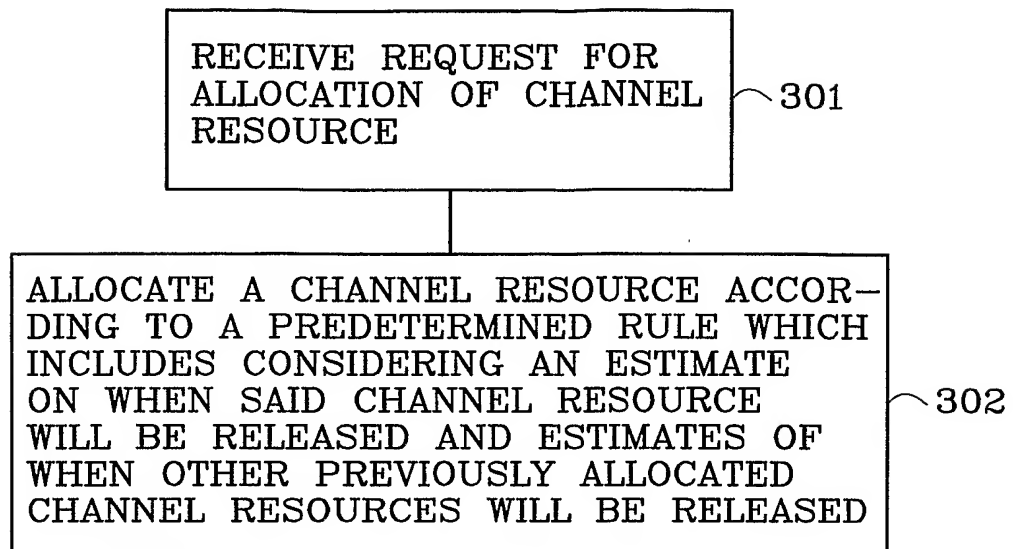 RECEIVE REQUEST FOR
ALLOCATION OF CHANNEL
RESOURCE
301
ALLOCATE A CHANNEL RESOURCE ACCOR-
DING TO A PREDETERMINED RULE WHICH
INCLUDES CONSIDERING AN ESTIMATE
ON WHEN SAID CHANNEL RESOURCE
WILL BE RELEASED AND ESTIMATES OF
WHEN OTHER PREVIOUSLY ALLOCATED
CHANNEL RESOURCES WILL BE RELEASED
302